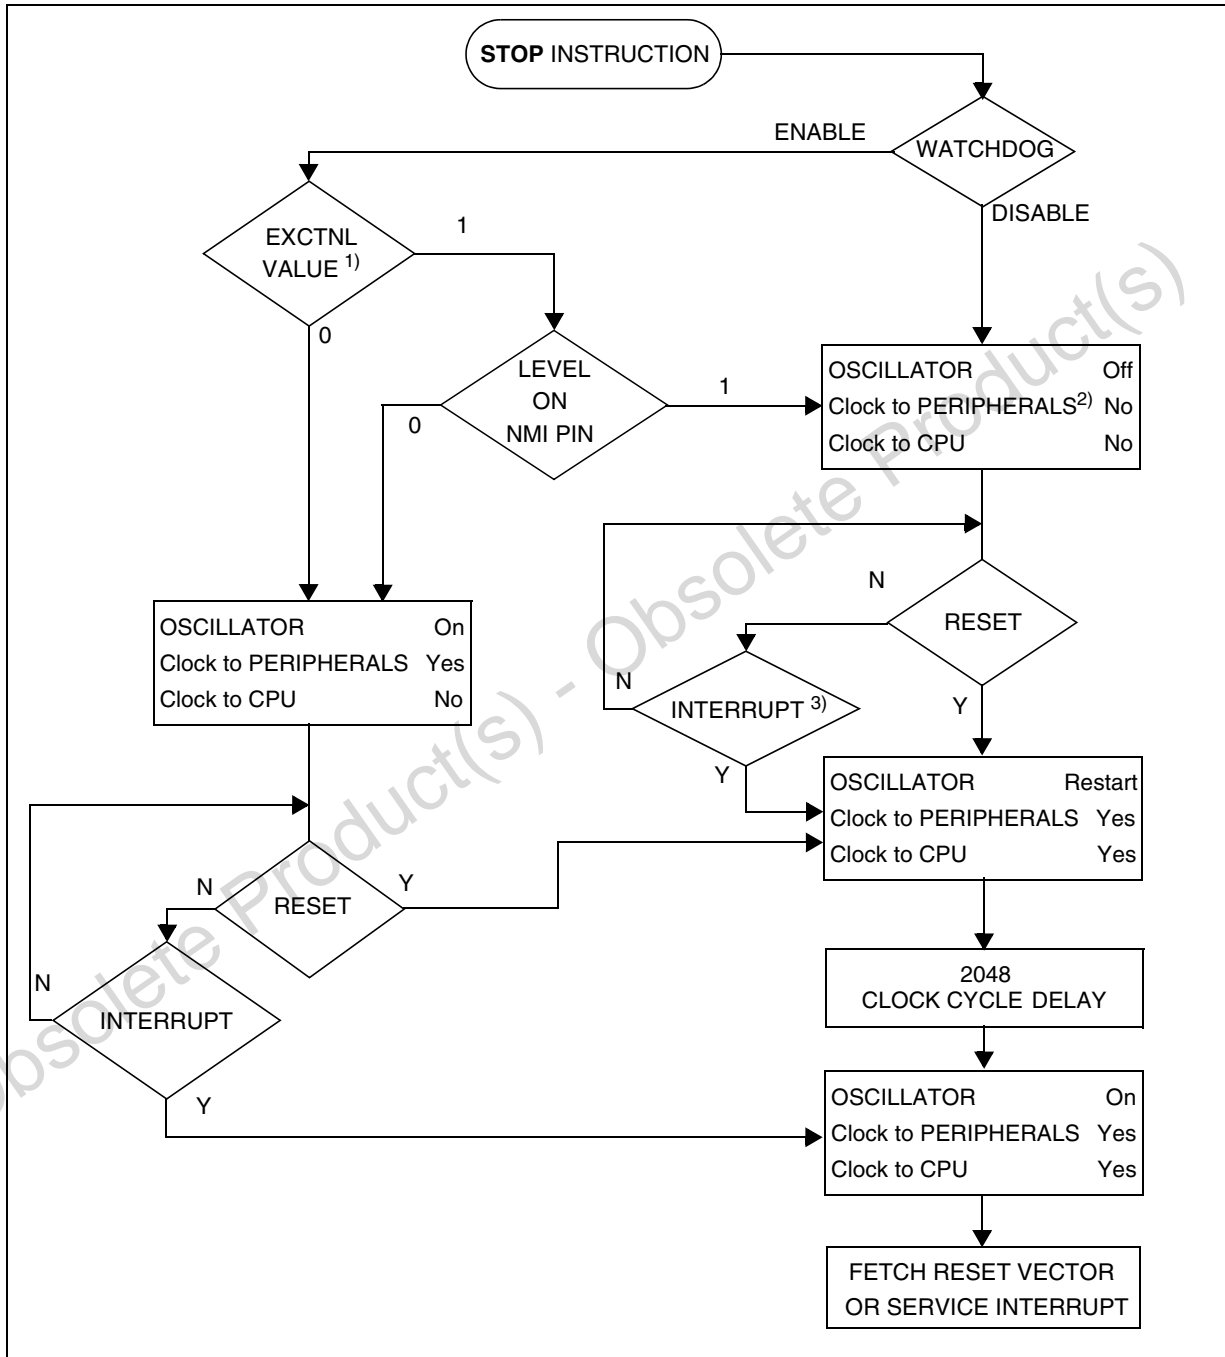 STOP INSTRUCTION
WATCHDOG
ENABLE
DISABLE
EXCTNL
VALUE 1)
1
0
LEVEL
ON
NMI PIN
1
0
OSCILLATOR Off
Clock to PERIPHERALS2) No
Clock to CPU No
N
RESET
Y
OSCILLATOR On
Clock to PERIPHERALS Yes
Clock to CPU No
N
INTERRUPT 3)
Y
OSCILLATOR Restart
Clock to PERIPHERALS Yes
Clock to CPU Yes
N
RESET
Y
N
INTERRUPT
Y
2048
CLOCK CYCLE DELAY
OSCILLATOR On
Clock to PERIPHERALS Yes
Clock to CPU Yes
FETCH RESET VECTOR
OR SERVICE INTERRUPT
Obsolete Product(s) - Obsolete Product(s)